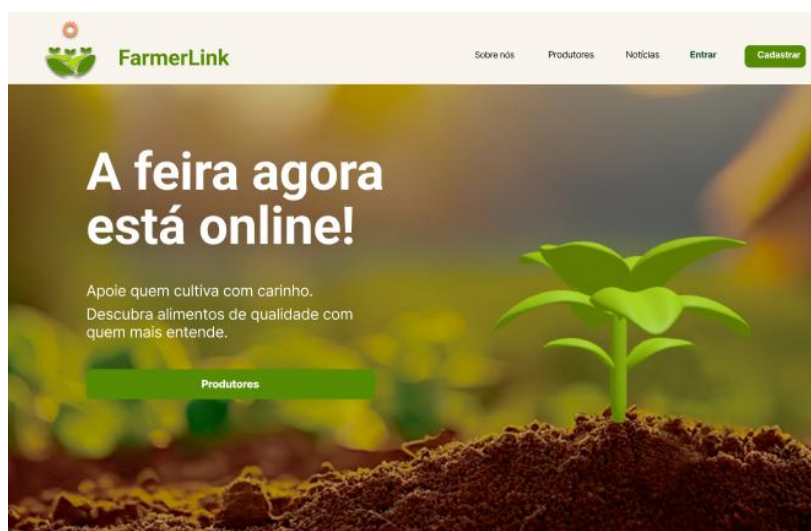 FarmerLink
Sobre nós
Produtores
Notícias
Entrar
Cadastrar
A feira agora
está online!
Apoie quem cultiva com carinho.
Descubra alimentos de qualidade com
quem mais entende.
Produtores